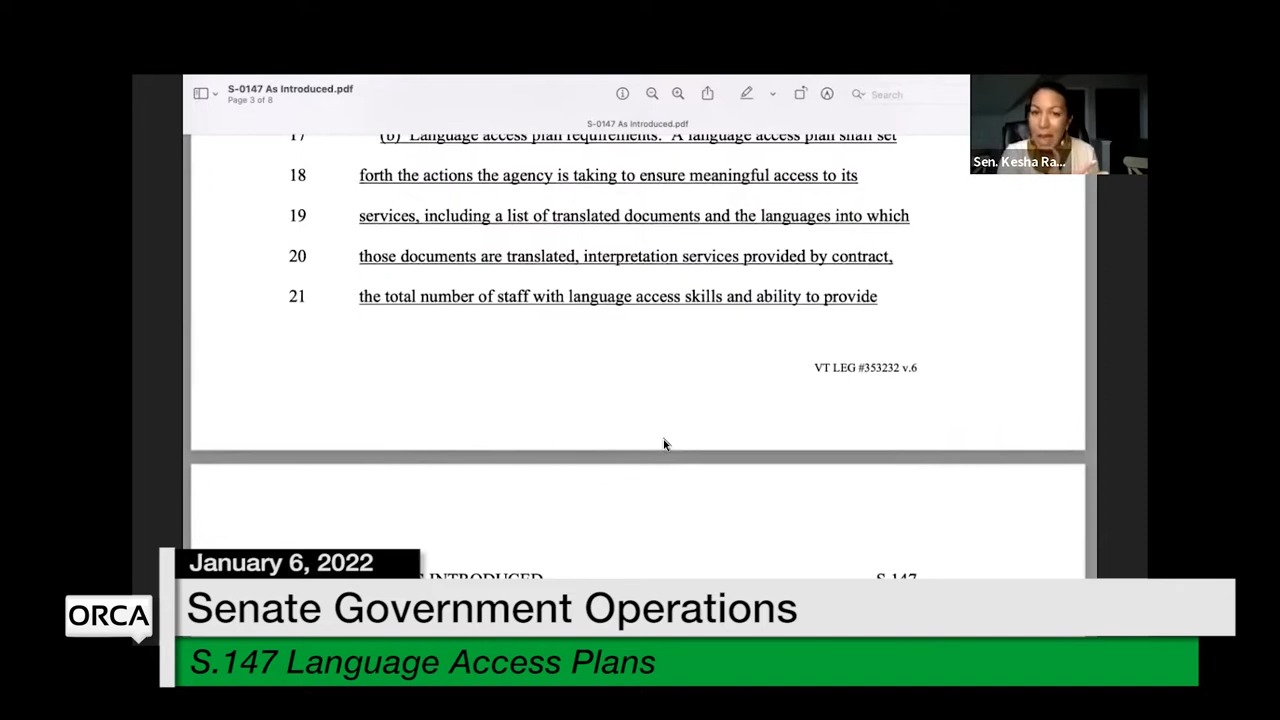 S-0147 As Introduced.pdf
Page 3 of 8
Search
S-0147 As Introduced.pdf
Sen. Kesha Ra...
17 (b) Language access plan requirements. A language access plan shall set
18 forth the actions the agency is taking to ensure meaningful access to its
19 services, including a list of translated documents and the languages into which
20 those documents are translated, interpretation services provided by contract,
21 the total number of staff with language access skills and ability to provide
VT LEG #353232 v.6
INTRODUCED S.147
January 6, 2022
ORCA
Senate Government Operations
S.147 Language Access Plans